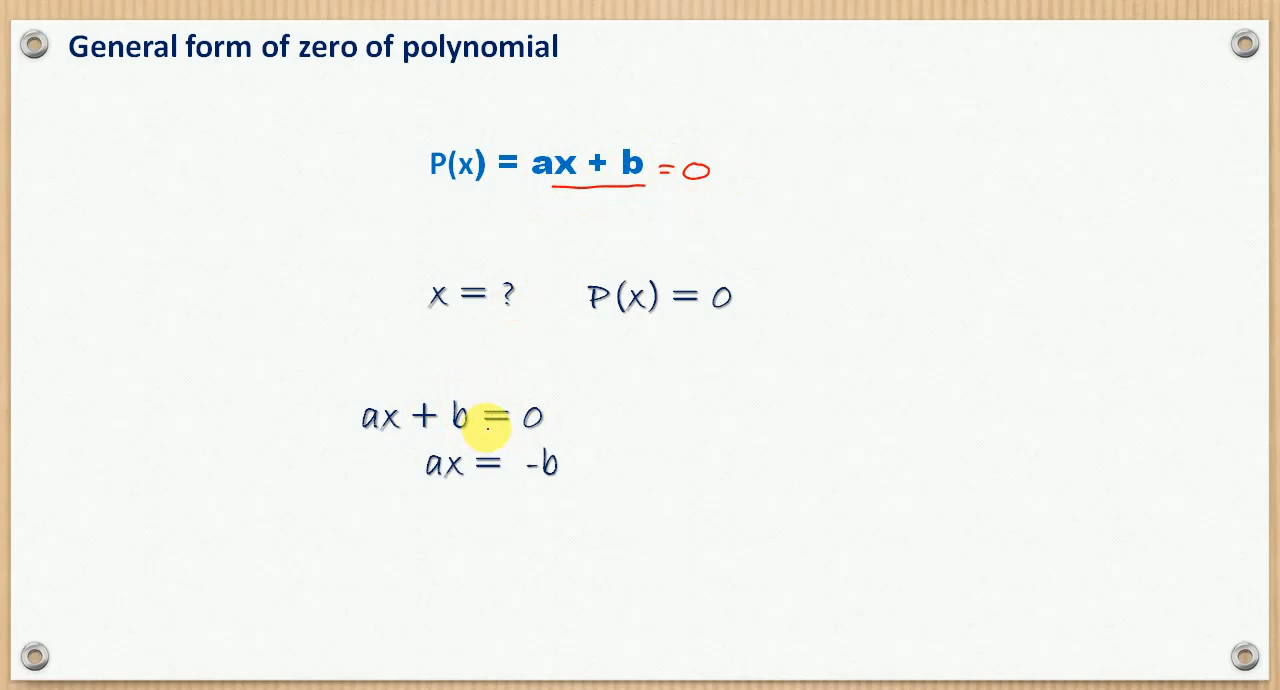 General form of zero of polynomial
P(x) = ax + b = 0
x = ? P(x) = 0
ax + b = 0
ax = -b